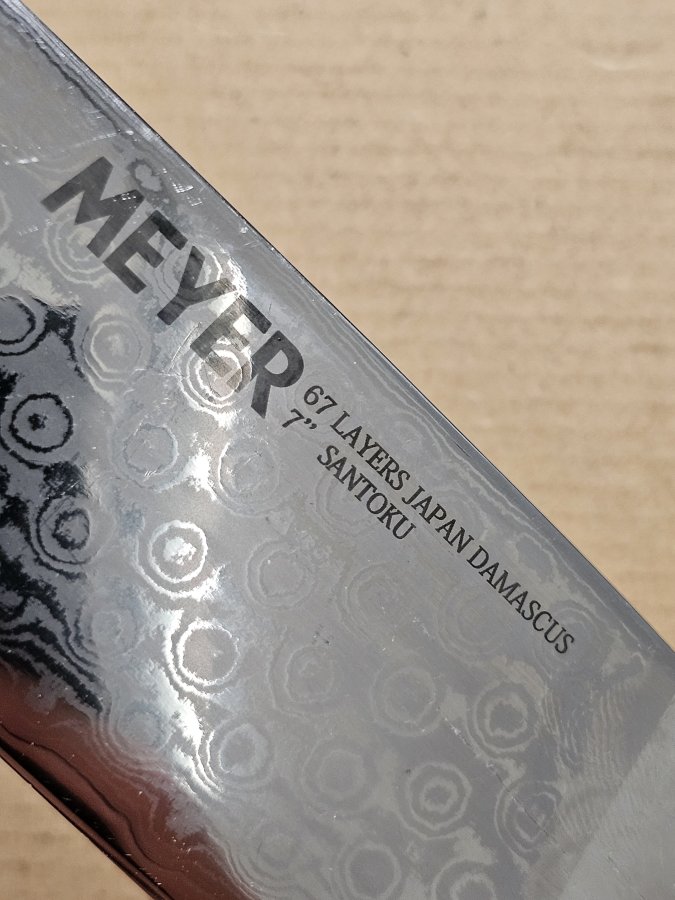 MEYER
67 LAYERS JAPAN DAMASCUS
7” SANTOKU